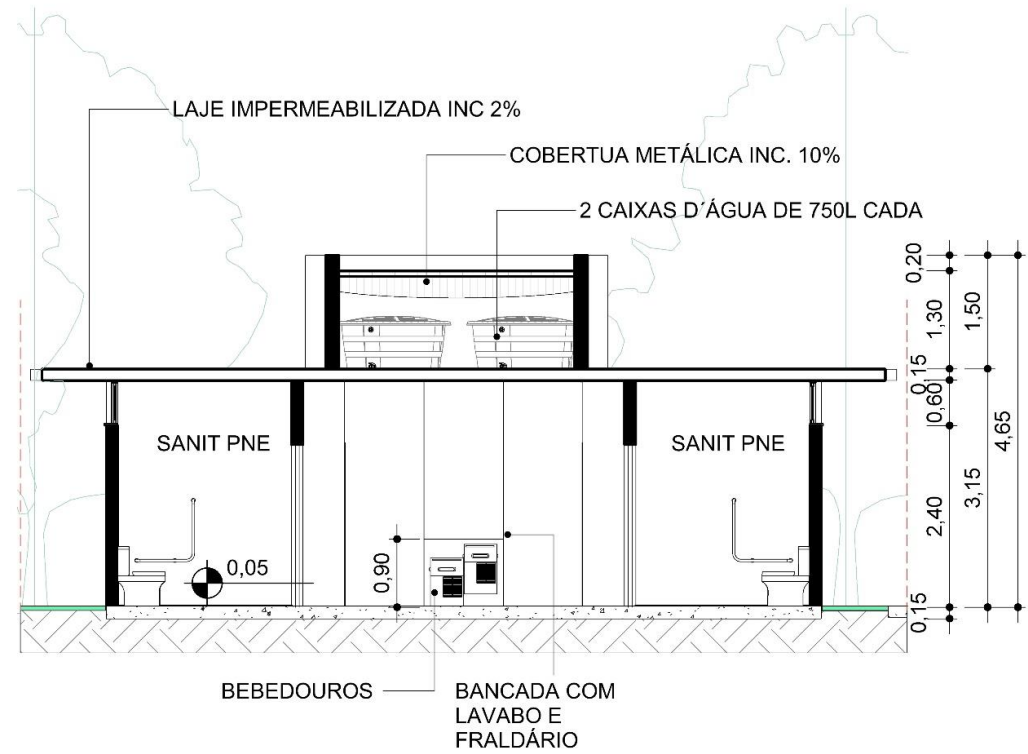 LAJE IMPERMEABILIZADA INC 2%
COBERTUA METÁLICA INC. 10%
2 CAIXAS D´ÁGUA DE 750L CADA
0,20
1,30
1,50
0,15
0,60
SANIT PNE
SANIT PNE
4,65
2,40
3,15
0,90
0,05
0,15
BEBEDOUROS
BANCADA COM
LAVABO E
FRALDÁRIO